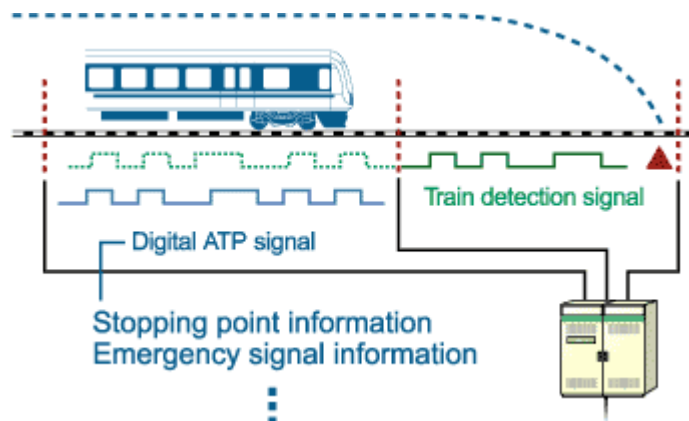 Train detection signal
Digital ATP signal
Stopping point information
Emergency signal information